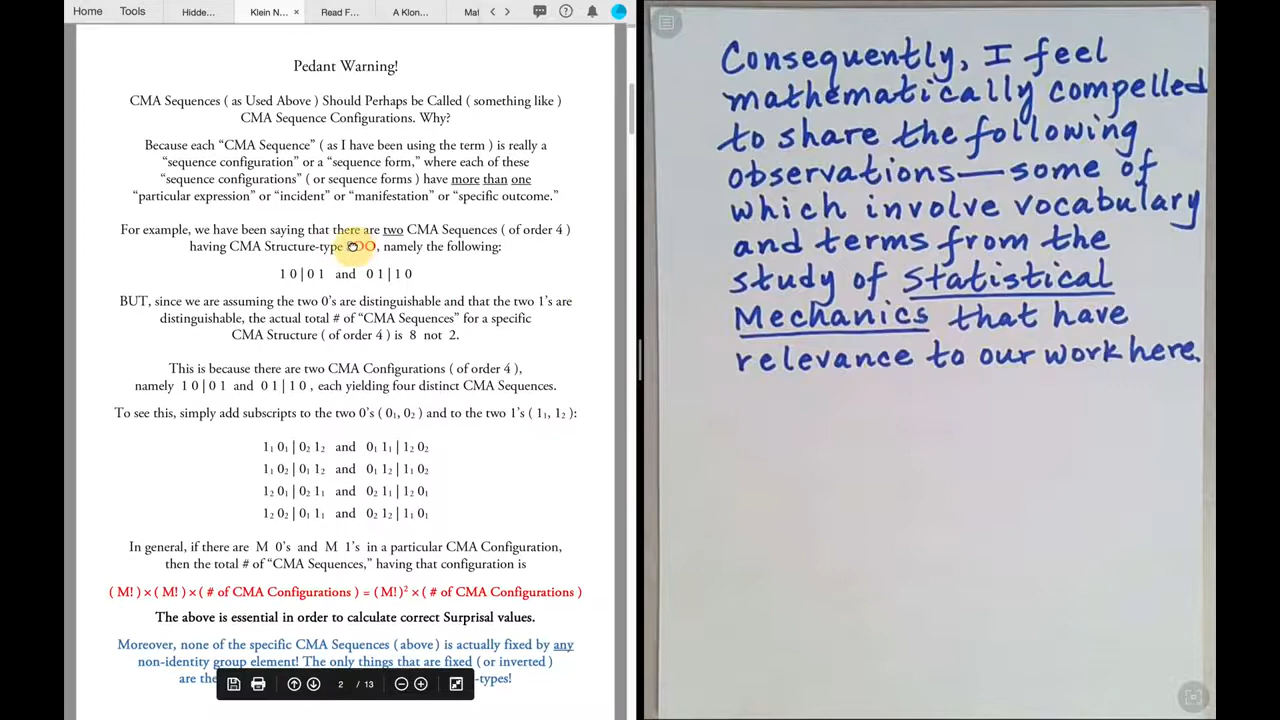 Home Tools Hidde... Klein N... × Read F... A Klon... Mat
Pedant Warning!
CMA Sequences ( as Used Above ) Should Perhaps be Called ( something like )
CMA Sequence Configurations. Why?
Because each “CMA Sequence” ( as I have been using the term ) is really a
“sequence configuration” or a “sequence form,” where each of these
“sequence configurations” ( or sequence forms ) have more than one
“particular expression” or “incident” or “manifestation” or “specific outcome.”
For example, we have been saying that there are two CMA Sequences ( of order 4 )
having CMA Structure-type OO, namely the following:
1 0 | 0 1 and 0 1 | 1 0
BUT, since we are assuming the two 0’s are distinguishable and that the two 1’s are
distinguishable, the actual total # of “CMA Sequences” for a specific
CMA Structure ( of order 4 ) is 8 not 2.
This is because there are two CMA Configurations ( of order 4 ),
namely 1 0 | 0 1 and 0 1 | 1 0 , each yielding four distinct CMA Sequences.
To see this, simply add subscripts to the two 0’s ( 0₁, 0₂ ) and to the two 1’s ( 1₁, 1₂ ):
1₁ 0₁ | 0₂ 1₂ and 0₁ 1₁ | 1₂ 0₂
1₁ 0₂ | 0₁ 1₂ and 0₁ 1₂ | 1₁ 0₂
1₂ 0₁ | 0₂ 1₁ and 0₂ 1₁ | 1₂ 0₁
1₂ 0₂ | 0₁ 1₁ and 0₂ 1₂ | 1₁ 0₁
In general, if there are M 0’s and M 1’s in a particular CMA Configuration,
then the total # of “CMA Sequences,” having that configuration is
( M! ) × ( M! ) × ( # of CMA Configurations ) = ( M! )² × ( # of CMA Configurations )
The above is essential in order to calculate correct Surprisal values.
Moreover, none of the specific CMA Sequences ( above ) is actually fixed by any
non-identity group element! The only things that are fixed ( or inverted )
are the -types!
2 / 13
Consequently, I feel
mathematically compelled
to share the following
observations—some of
which involve vocabulary
and terms from the
study of Statistical
Mechanics that have
relevance to our work here.